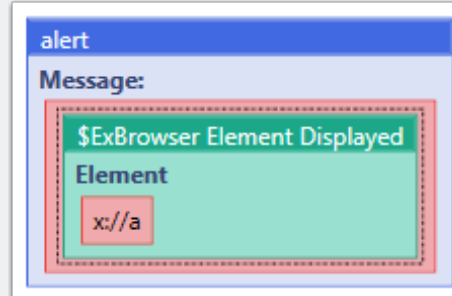 alert
Message:
$ExBrowser Element Displayed
Element
x://a